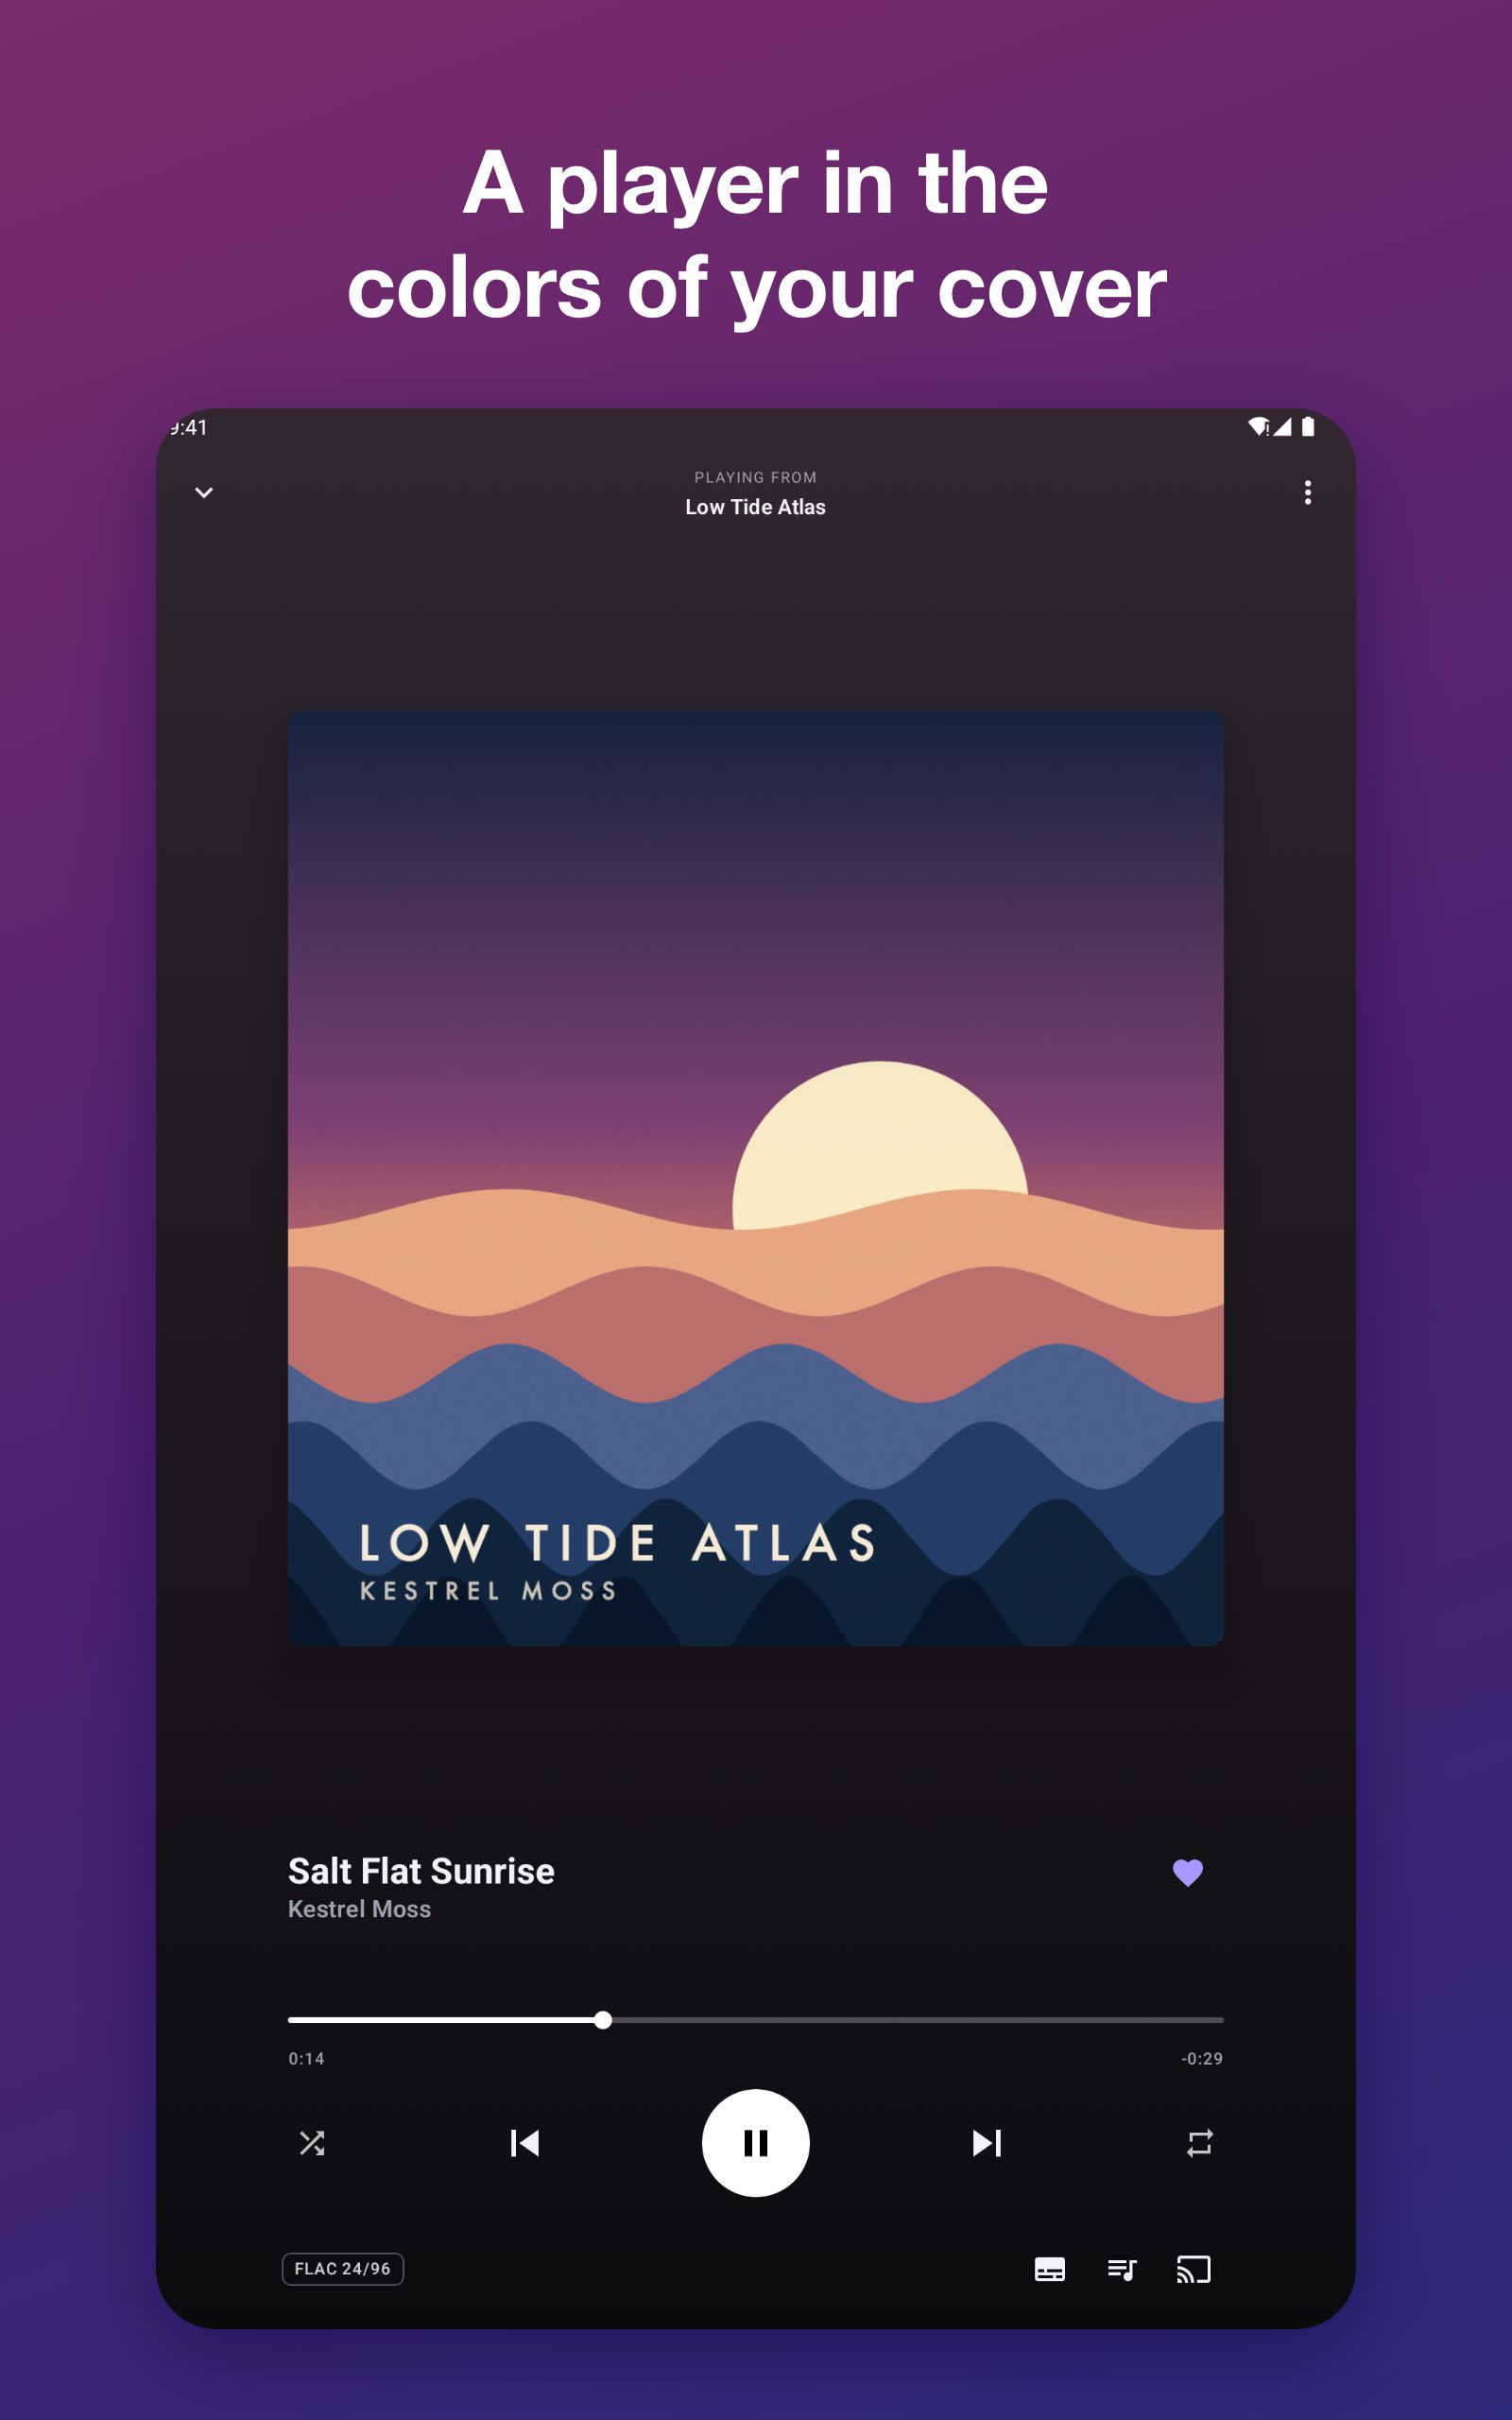 A player in the
colors of your cover
9:41
PLAYING FROM
Low Tide Atlas
LOW TIDE ATLAS
KESTREL MOSS
Salt Flat Sunrise
Kestrel Moss
0:14
-0:29
FLAC 24/96